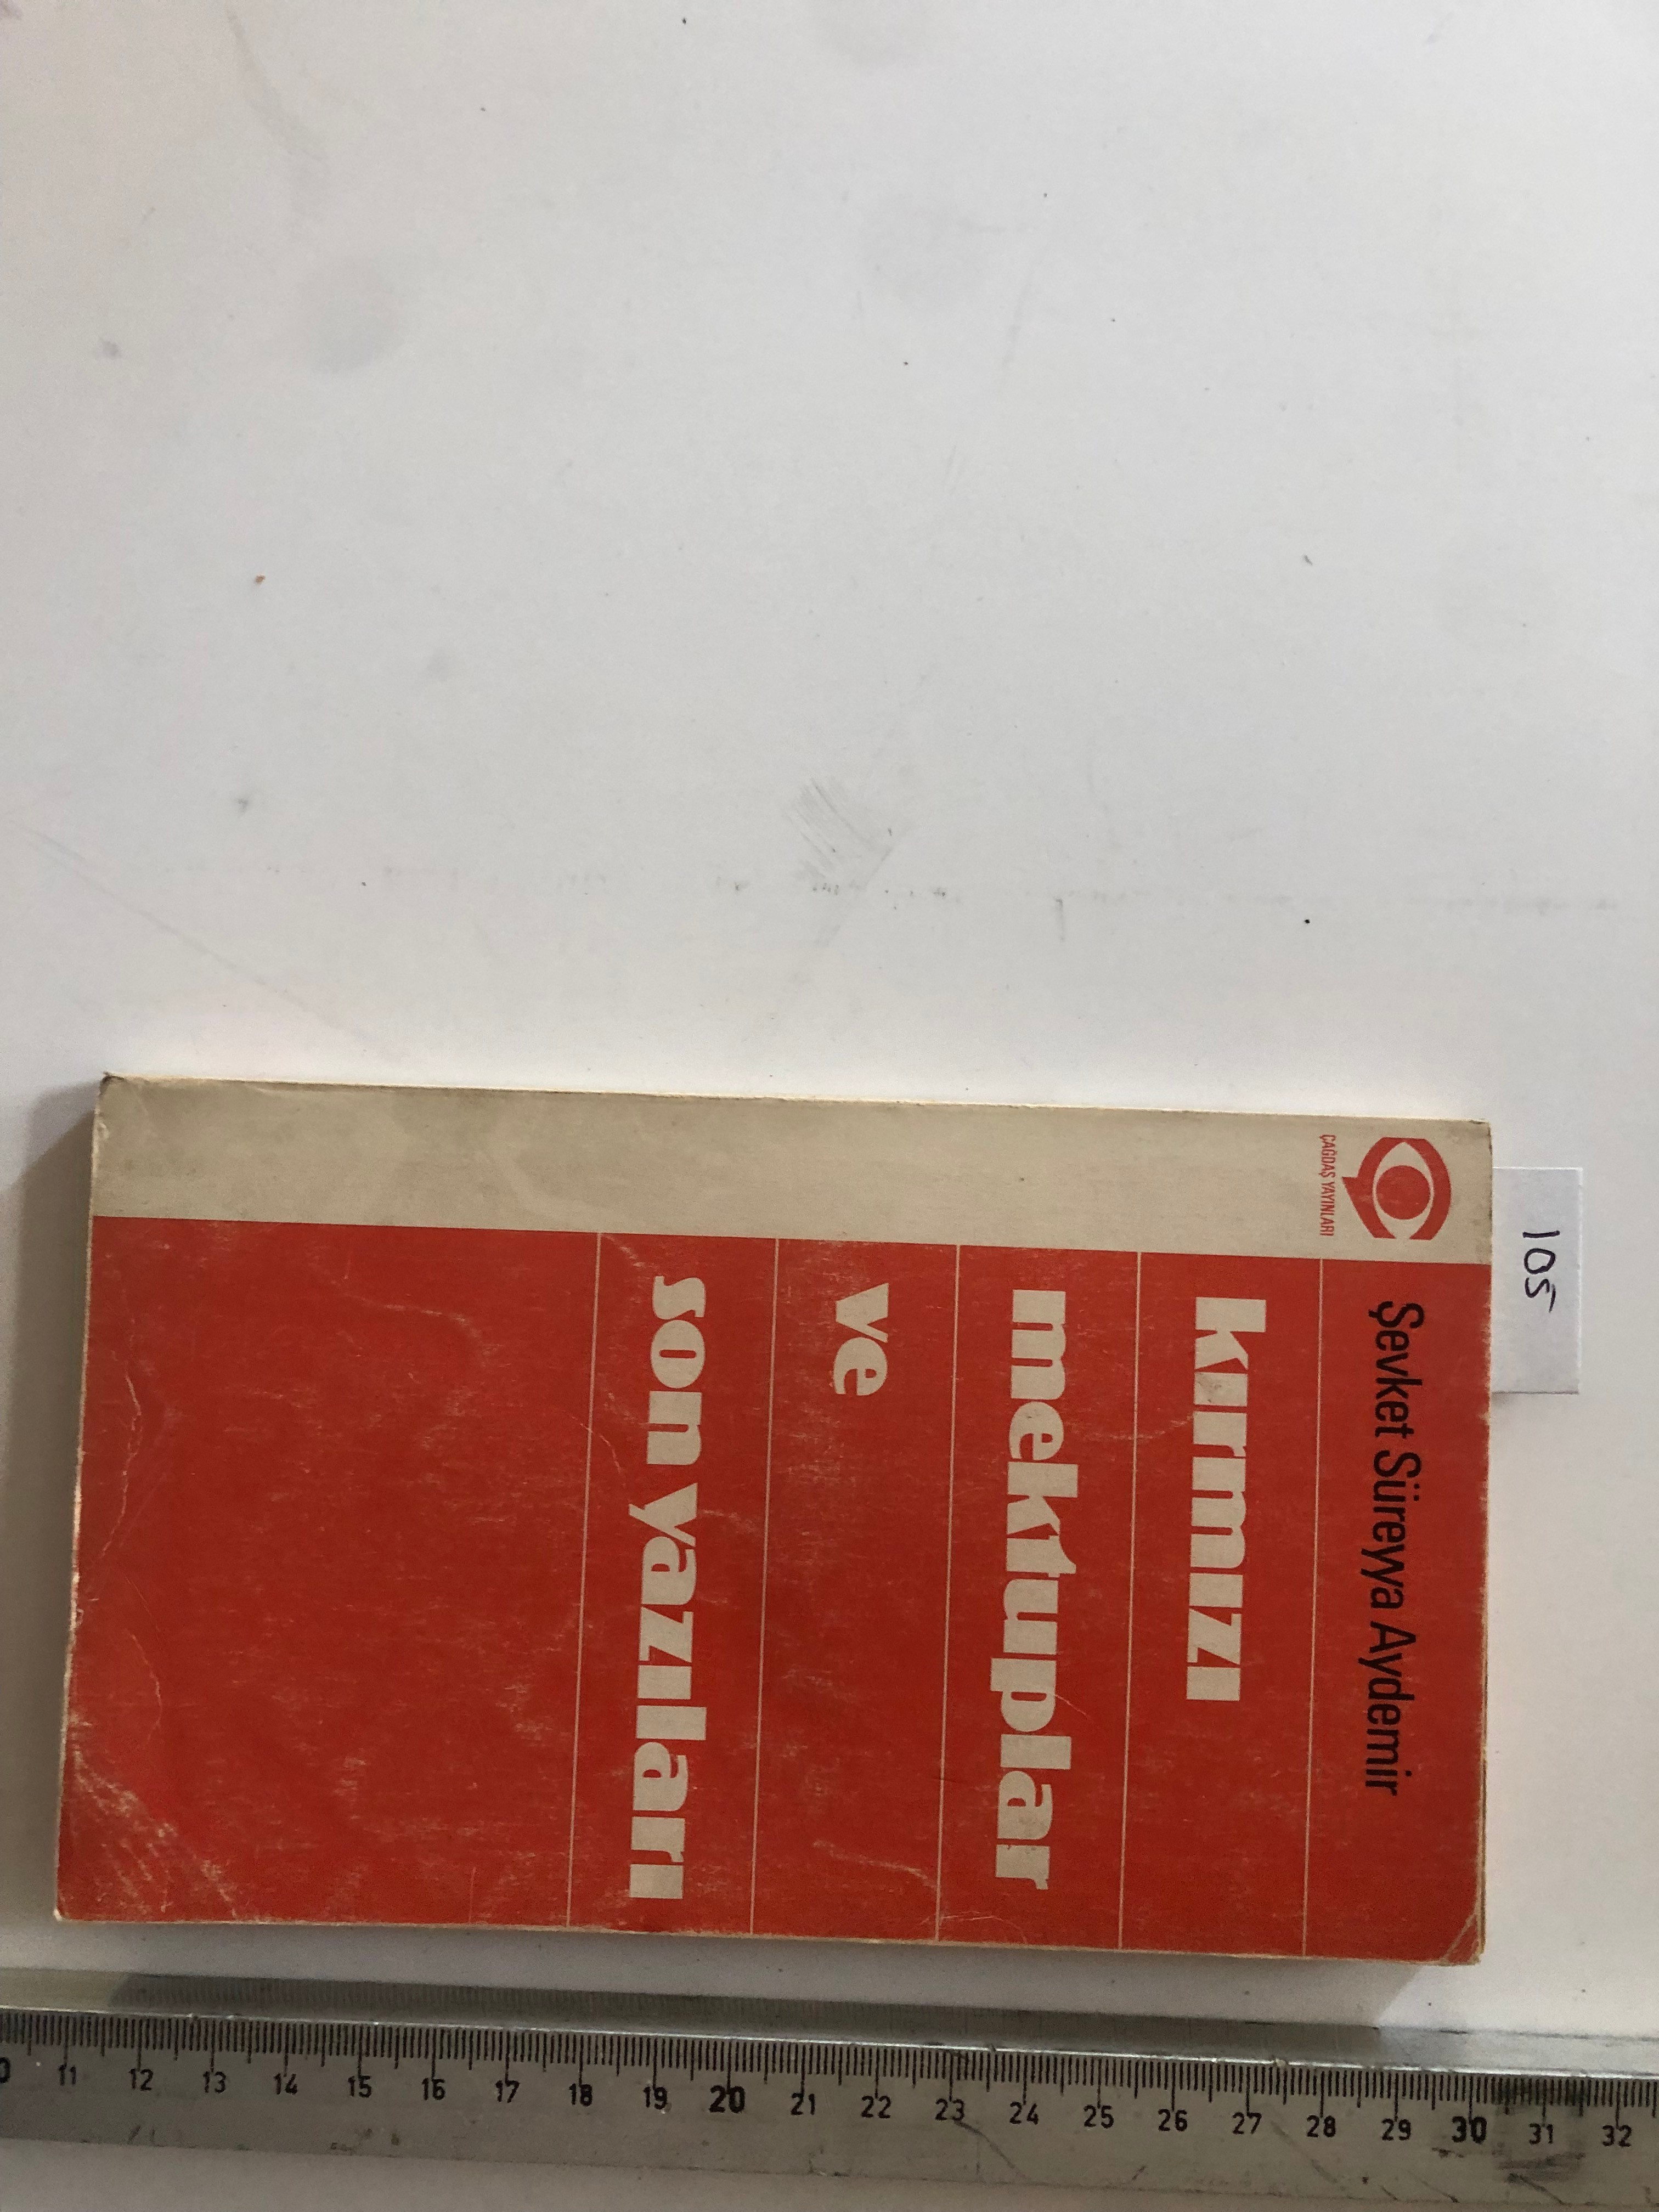 105
ÇAĞDAŞ YAYINLARI
Şevket Süreyya Aydemir
kırmızı
mektuplar
ve
son yazıları
11 12 13 14 15 16 17 18 19 20 21 22 23 24 25 26 27 28 29 30 31 32